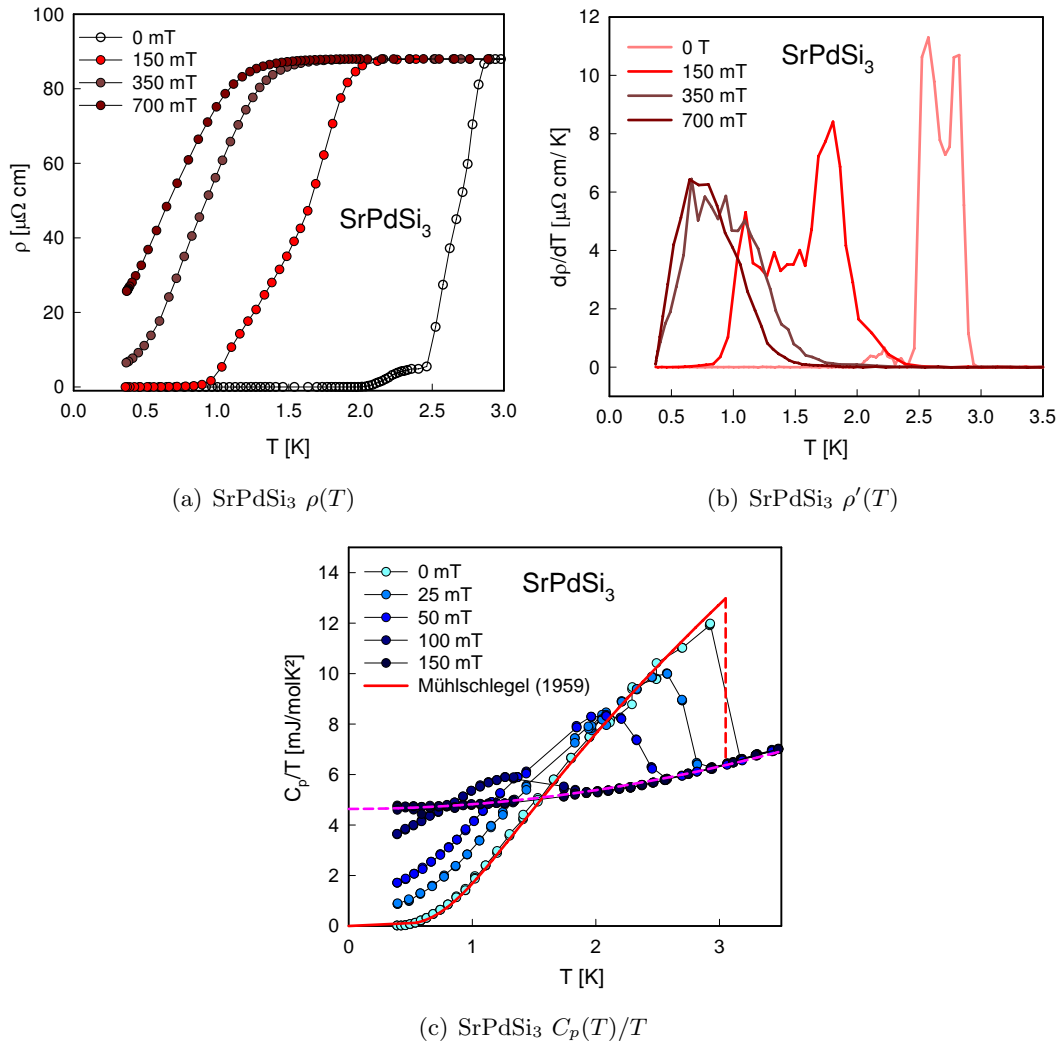 100
80
60
40
20
0
ρ [μΩ cm]
0 mT
150 mT
350 mT
700 mT
SrPdSi3
0.0 0.5 1.0 1.5 2.0 2.5 3.0
T [K]
(a) SrPdSi3 ρ(T)
0 T
150 mT
350 mT
700 mT
SrPdSi3
12
10
8
6
4
2
0
dρ/dT [μΩ cm/ K]
0.5 1.0 1.5 2.0 2.5 3.0 3.5
T [K]
(b) SrPdSi3 ρ′(T)
14
12
10
8
6
4
2
0
Cp/T [mJ/molK²]
0 mT
25 mT
50 mT
100 mT
150 mT
Mühlschlegel (1959)
SrPdSi3
0 1 2 3
T [K]
(c) SrPdSi3 Cp(T)/T